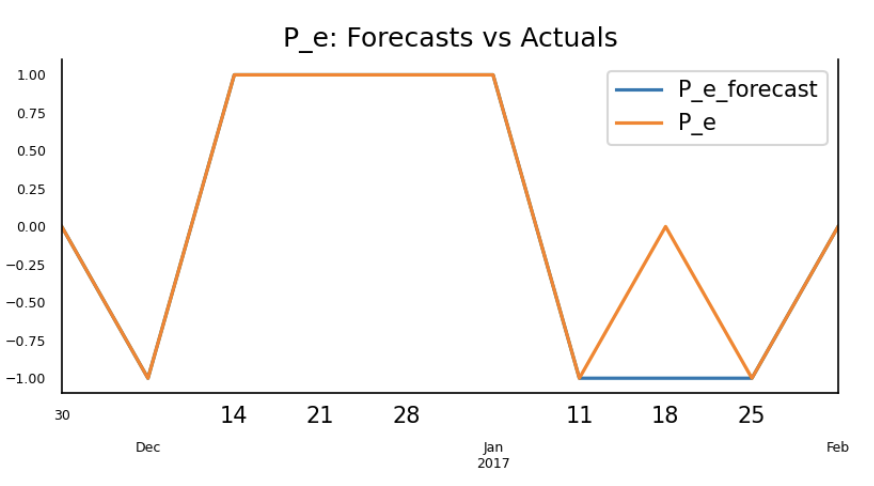 P_e: Forecasts vs Actuals
P_e_forecast
P_e
1.00
0.75
0.50
0.25
0.00
−0.25
−0.50
−0.75
−1.00
30 14 21 28 11 18 25
Dec Jan Feb
2017